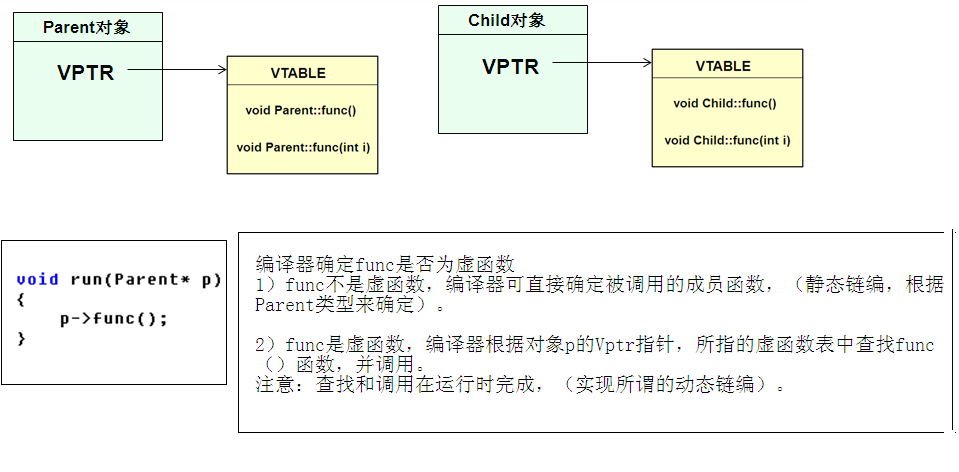 Parent对象
VPTR
VTABLE
void Parent::func()
void Parent::func(int i)
Child对象
VPTR
VTABLE
void Child::func()
void Child::func(int i)
void run(Parent* p)
{
p->func();
}
编译器确定func是否为虚函数
1）func不是虚函数，编译器可直接确定被调用的成员函数，（静态链编，根据
Parent类型来确定）。
2）func是虚函数，编译器根据对象p的Vptr指针，所指的虚函数表中查找func
（）函数，并调用。
注意：查找和调用在运行时完成，（实现所谓的动态链编）。